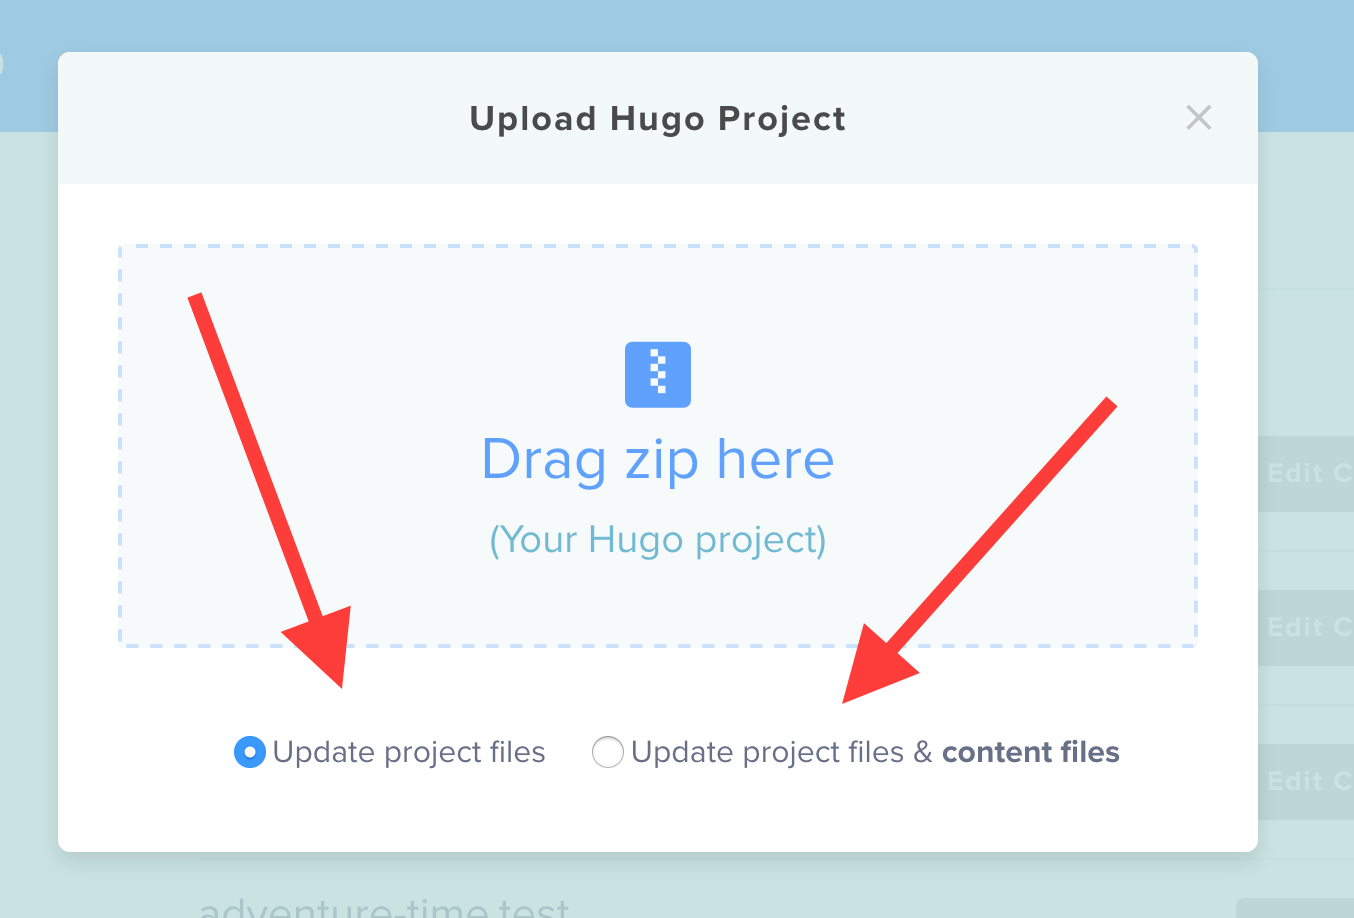 Upload Hugo Project
Drag zip here
(Your Hugo project)
Edit C
Edit C
Edit C
Update project files
Update project files & content files
adventure-time.test